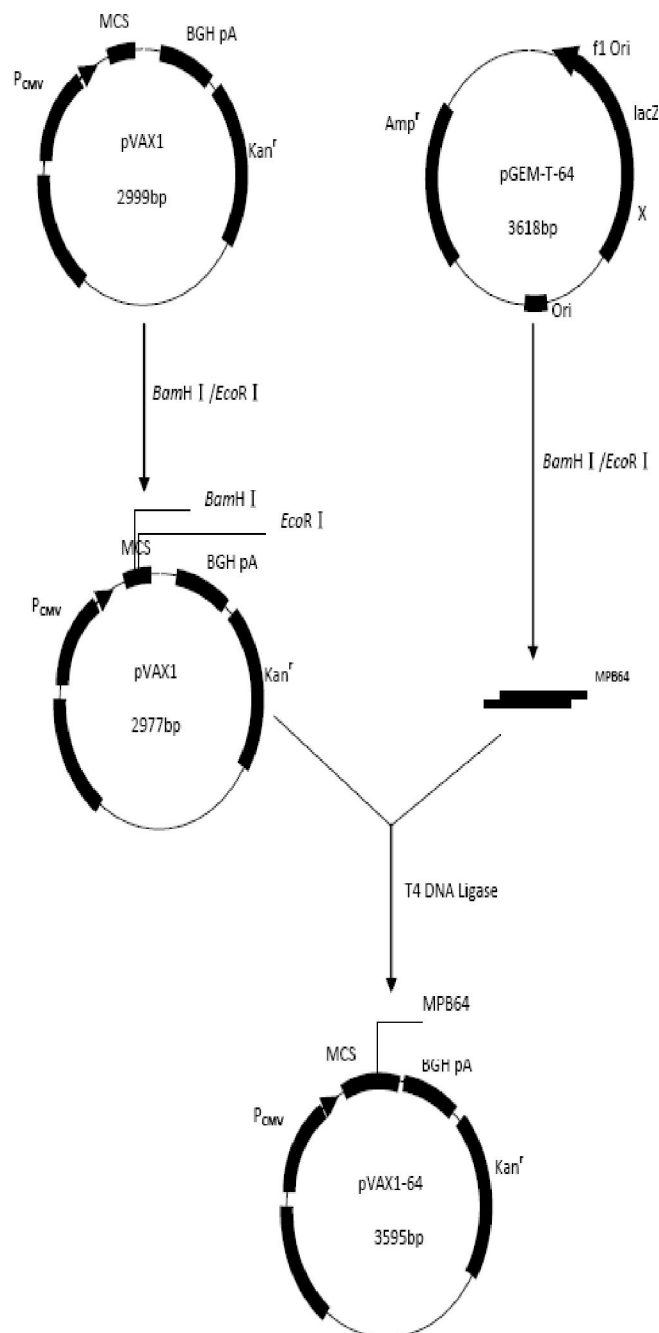 MCS
BGH pA
PCMV
Kanr
pVAX1
2999bp
f1 Ori
lacZ
Ampr
pGEM-T-64
3618bp
X
Ori
BamH I /EcoR I
BamH I /EcoR I
BamH I
EcoR I
MCS
BGH pA
PCMV
Kanr
pVAX1
2977bp
MPB64
T4 DNA Ligase
MPB64
MCS
BGH pA
PCMV
Kanr
pVAX1-64
3595bp